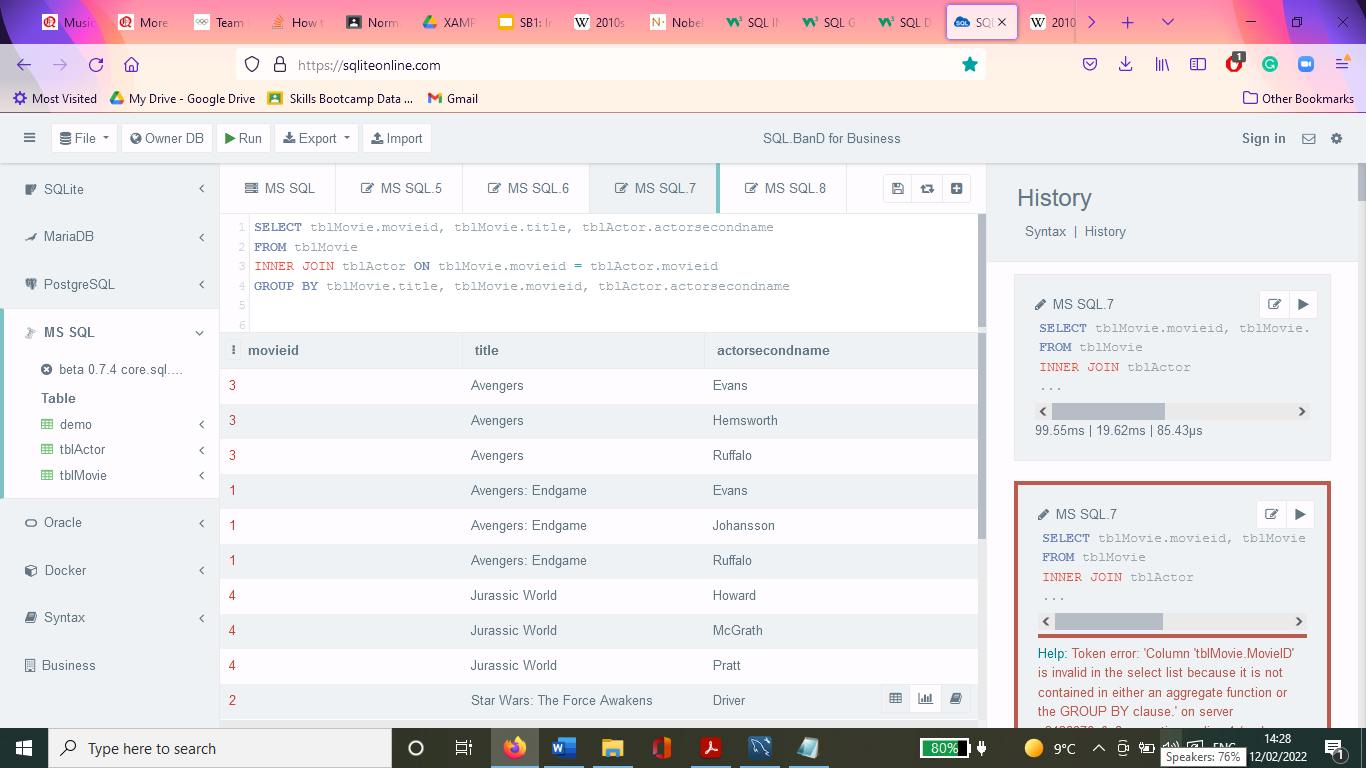 Music
More
Team
How t
Norm
XAMP
SB1: Ir
2010s
Nobel
SQL IN
SQL G
SQL D
SQL
2010
https://sqliteonline.com
1
Most Visited
My Drive - Google Drive
Skills Bootcamp Data ...
Gmail
Other Bookmarks
File
Owner DB
Run
Export
Import
SQL.BanD for Business
Sign in
SQLite
MariaDB
PostgreSQL
MS SQL
beta 0.7.4 core.sql....
Table
demo
tblActor
tblMovie
Oracle
Docker
Syntax
Business
MS SQL
MS SQL.5
MS SQL.6
MS SQL.7
MS SQL.8
1 SELECT tblMovie.movieid, tblMovie.title, tblActor.actorsecondname
2 FROM tblMovie
3 INNER JOIN tblActor ON tblMovie.movieid = tblActor.movieid
4 GROUP BY tblMovie.title, tblMovie.movieid, tblActor.actorsecondname
5
6
movieid title actorsecondname
3 Avengers Evans
3 Avengers Hemsworth
3 Avengers Ruffalo
1 Avengers: Endgame Evans
1 Avengers: Endgame Johansson
1 Avengers: Endgame Ruffalo
4 Jurassic World Howard
4 Jurassic World McGrath
4 Jurassic World Pratt
2 Star Wars: The Force Awakens Driver
History
Syntax | History
MS SQL.7
SELECT tblMovie.movieid, tblMovie.
FROM tblMovie
INNER JOIN tblActor
...
99.55ms | 19.62ms | 85.43µs
MS SQL.7
SELECT tblMovie.movieid, tblMovie
FROM tblMovie
INNER JOIN tblActor
...
Help: Token error: 'Column 'tblMovie.MovieID'
is invalid in the select list because it is not
contained in either an aggregate function or
the GROUP BY clause.' on server
Type here to search
80%
9°C
ENG
14:28
12/02/2022
1
Speakers: 76%